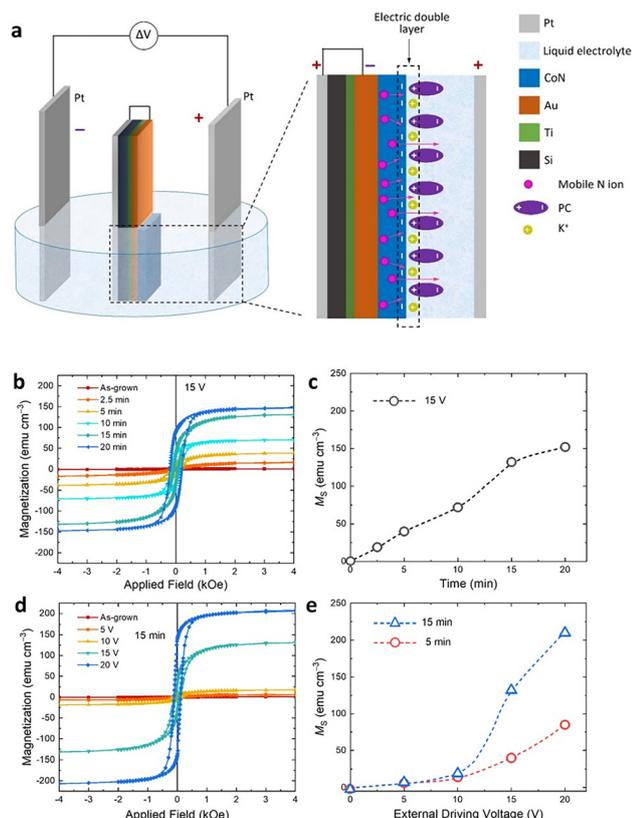 a
ΔV
Pt
−
+
Pt
Electric double
layer
+
−
+
Pt
Liquid electrolyte
CoN
Au
Ti
Si
Mobile N ion
PC
K⁺
b
Magnetization (emu cm⁻³)
200
150
100
50
0
-50
-100
-150
-200
As-grown
2.5 min
5 min
10 min
15 min
20 min
15 V
-4 -3 -2 -1 0 1 2 3 4
Applied Field (kOe)
c
Mₛ (emu cm⁻³)
250
200
150
100
50
0
15 V
0 5 10 15 20
Time (min)
d
Magnetization (emu cm⁻³)
200
150
100
50
0
-50
-100
-150
-200
As-grown
5 V
10 V
15 V
20 V
15 min
-4 -3 -2 -1 0 1 2 3 4
Applied Field (kOe)
e
Mₛ (emu cm⁻³)
250
200
150
100
50
0
15 min
5 min
0 5 10 15 20
External Driving Voltage (V)